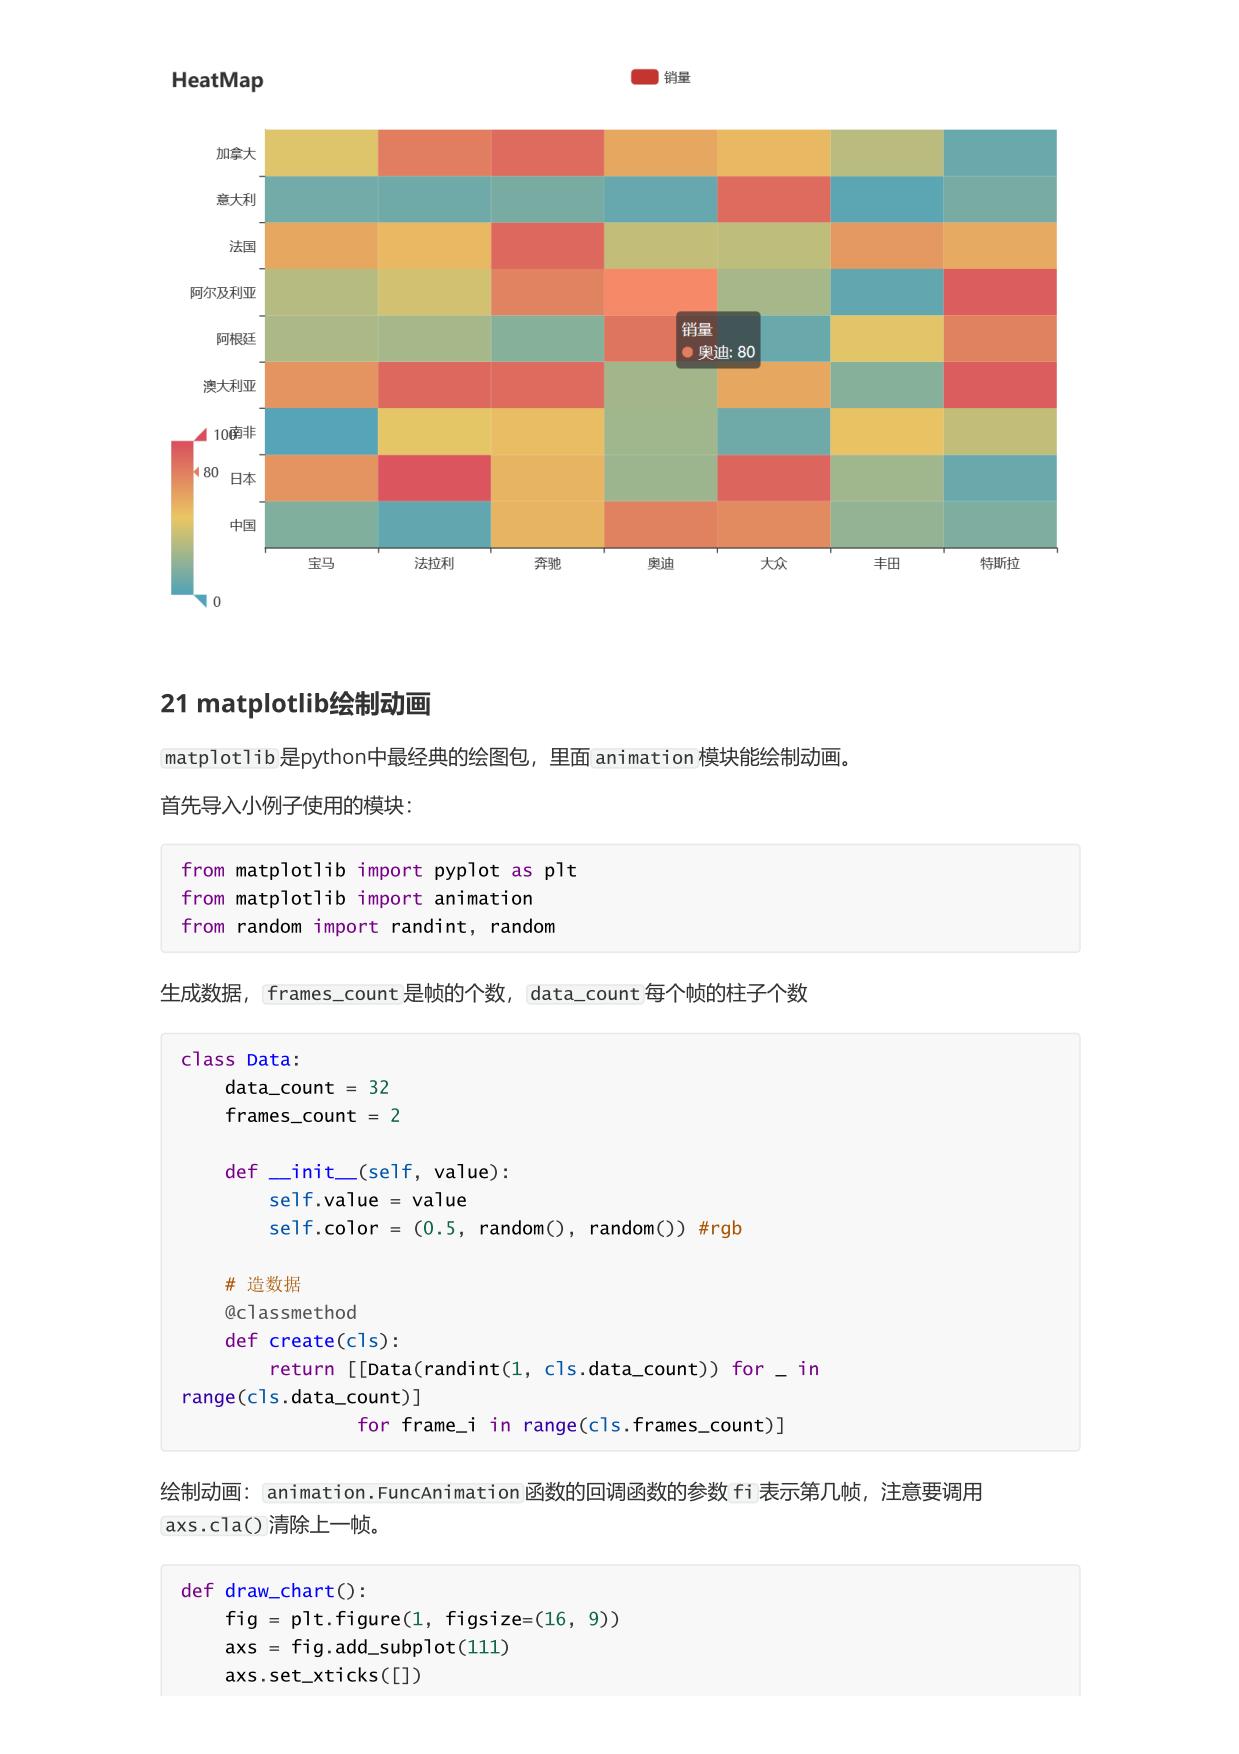 HeatMap
销量
加拿大
意大利
法国
阿尔及利亚
阿根廷
销量
奥迪: 80
澳大利亚
南非
100
80
日本
中国
0
宝马 法拉利 奔驰 奥迪 大众 丰田 特斯拉
21 matplotlib绘制动画
matplotlib是python中最经典的绘图包，里面animation模块能绘制动画。
首先导入小例子使用的模块：
from matplotlib import pyplot as plt
from matplotlib import animation
from random import randint, random
生成数据，frames_count是帧的个数，data_count每个帧的柱子个数
class Data:
    data_count = 32
    frames_count = 2
    def __init__(self, value):
        self.value = value
        self.color = (0.5, random(), random()) #rgb
    # 造数据
    @classmethod
    def create(cls):
        return [[Data(randint(1, cls.data_count)) for _ in
range(cls.data_count)]
                for frame_i in range(cls.frames_count)]
绘制动画：animation.FuncAnimation函数的回调函数的参数fi表示第几帧，注意要调用
axs.cla()清除上一帧。
def draw_chart():
    fig = plt.figure(1, figsize=(16, 9))
    axs = fig.add_subplot(111)
    axs.set_xticks([])